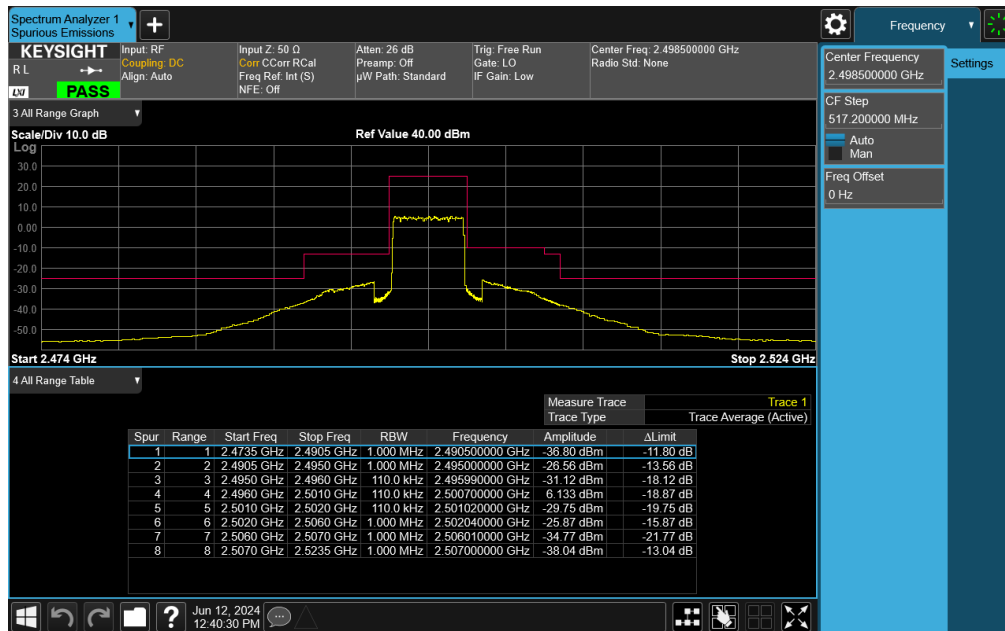 Spectrum Analyzer 1
Spurious Emissions
▼
+
Frequency ▼
KEYSIGHT
R L
LXI
PASS
Input: RF
Coupling: DC
Align: Auto
Input Z: 50 Ω
Corr CCorr RCal
Freq Ref: Int (S)
NFE: Off
Atten: 26 dB
Preamp: Off
µW Path: Standard
Trig: Free Run
Gate: LO
IF Gain: Low
Center Freq: 2.498500000 GHz
Radio Std: None
Center Frequency
2.498500000 GHz
Settings
CF Step
517.200000 MHz
Auto
Man
Freq Offset
0 Hz
3 All Range Graph ▼
Scale/Div 10.0 dB
Ref Value 40.00 dBm
Log
30.0
20.0
10.0
0.00
-10.0
-20.0
-30.0
-40.0
-50.0
Start 2.474 GHz
Stop 2.524 GHz
4 All Range Table ▼
Measure Trace Trace 1
Trace Type Trace Average (Active)
Spur Range Start Freq Stop Freq RBW Frequency Amplitude ΔLimit
1 1 2.4735 GHz 2.4905 GHz 1.000 MHz 2.490500000 GHz -36.80 dBm -11.80 dB
2 2 2.4905 GHz 2.4950 GHz 1.000 MHz 2.495000000 GHz -26.56 dBm -13.56 dB
3 3 2.4950 GHz 2.4960 GHz 110.0 kHz 2.495990000 GHz -31.12 dBm -18.12 dB
4 4 2.4960 GHz 2.5010 GHz 110.0 kHz 2.500700000 GHz 6.133 dBm -18.87 dB
5 5 2.5010 GHz 2.5020 GHz 110.0 kHz 2.501020000 GHz -29.75 dBm -19.75 dB
6 6 2.5020 GHz 2.5060 GHz 1.000 MHz 2.502040000 GHz -25.87 dBm -15.87 dB
7 7 2.5060 GHz 2.5070 GHz 1.000 MHz 2.506010000 GHz -34.77 dBm -21.77 dB
8 8 2.5070 GHz 2.5235 GHz 1.000 MHz 2.507000000 GHz -38.04 dBm -13.04 dB
?
Jun 12, 2024
12:40:30 PM